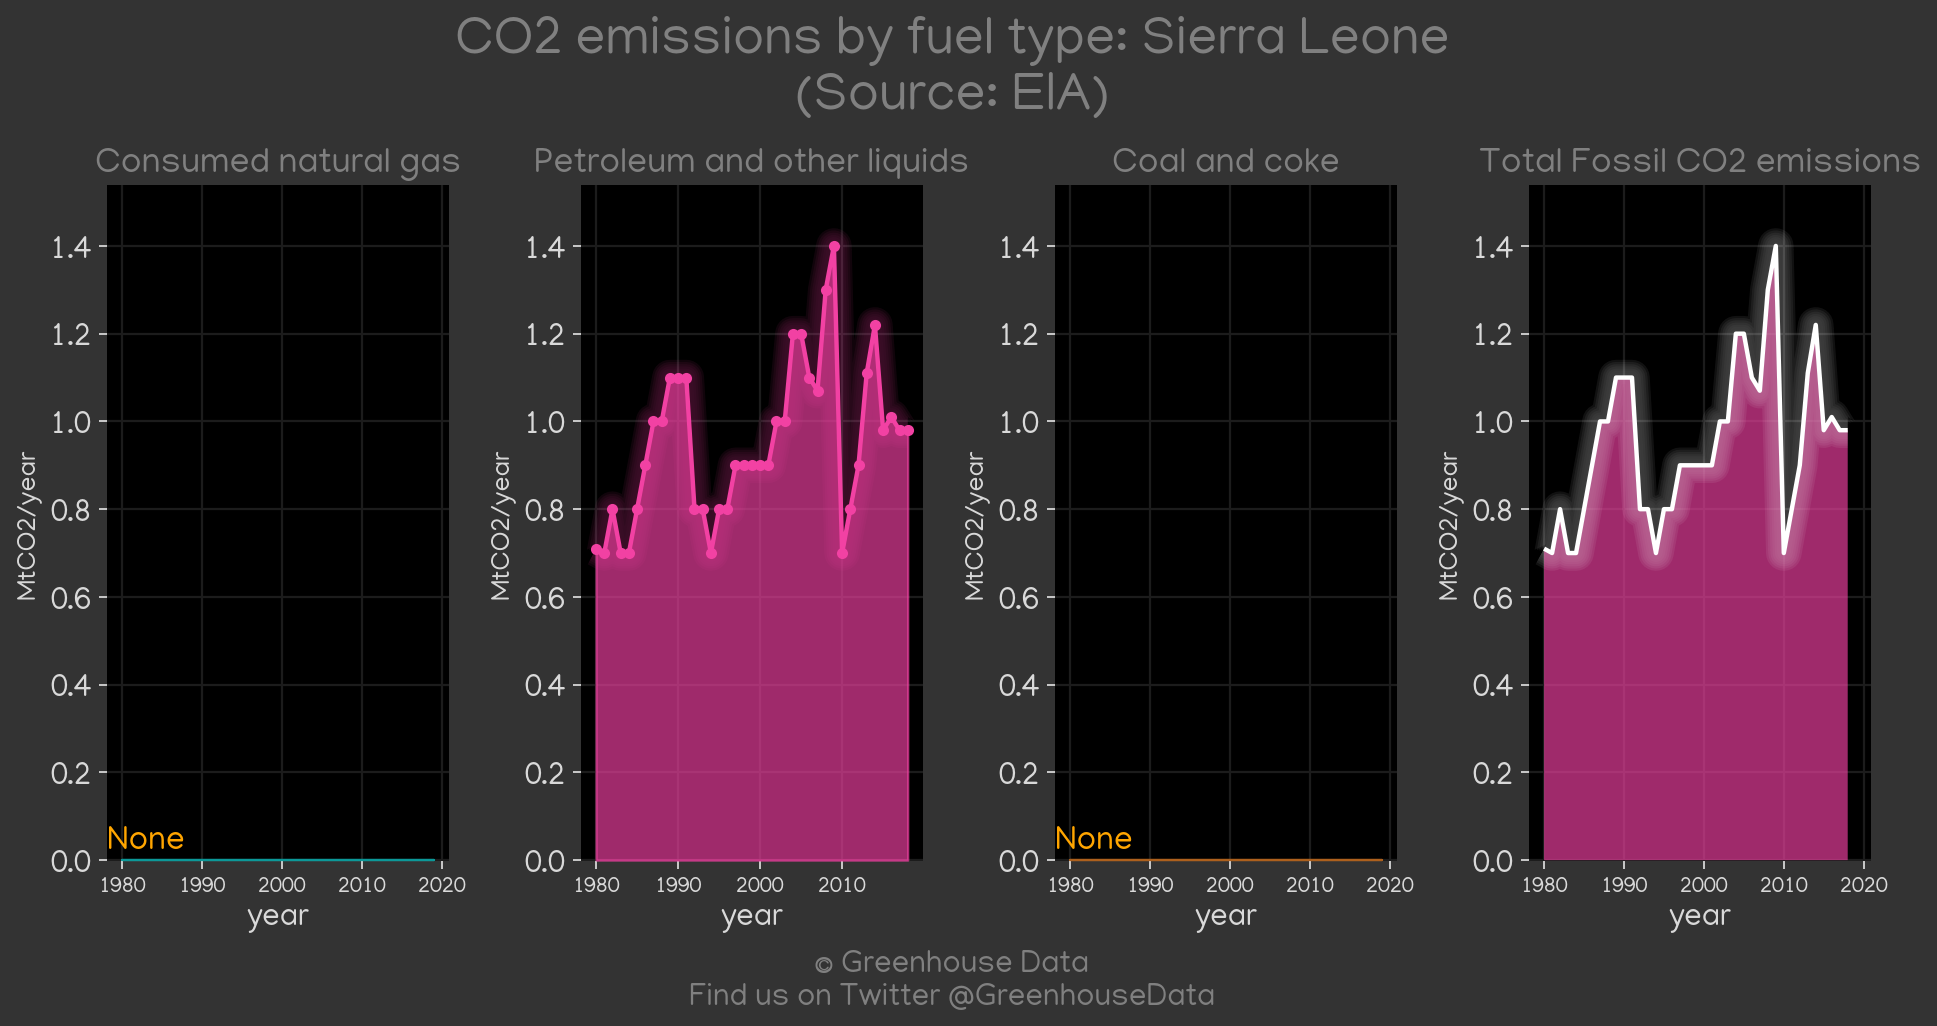 CO2 emissions by fuel type: Sierra Leone
(Source: EIA)
Consumed natural gas
Petroleum and other liquids
Coal and coke
Total Fossil CO2 emissions
MtCO2/year
1.4
1.2
1.0
0.8
0.6
0.4
0.2
0.0
None
1980 1990 2000 2010 2020
year
MtCO2/year
1.4
1.2
1.0
0.8
0.6
0.4
0.2
0.0
1980 1990 2000 2010
year
MtCO2/year
1.4
1.2
1.0
0.8
0.6
0.4
0.2
0.0
None
1980 1990 2000 2010 2020
year
MtCO2/year
1.4
1.2
1.0
0.8
0.6
0.4
0.2
0.0
1980 1990 2000 2010 2020
year
© Greenhouse Data
Find us on Twitter @GreenhouseData